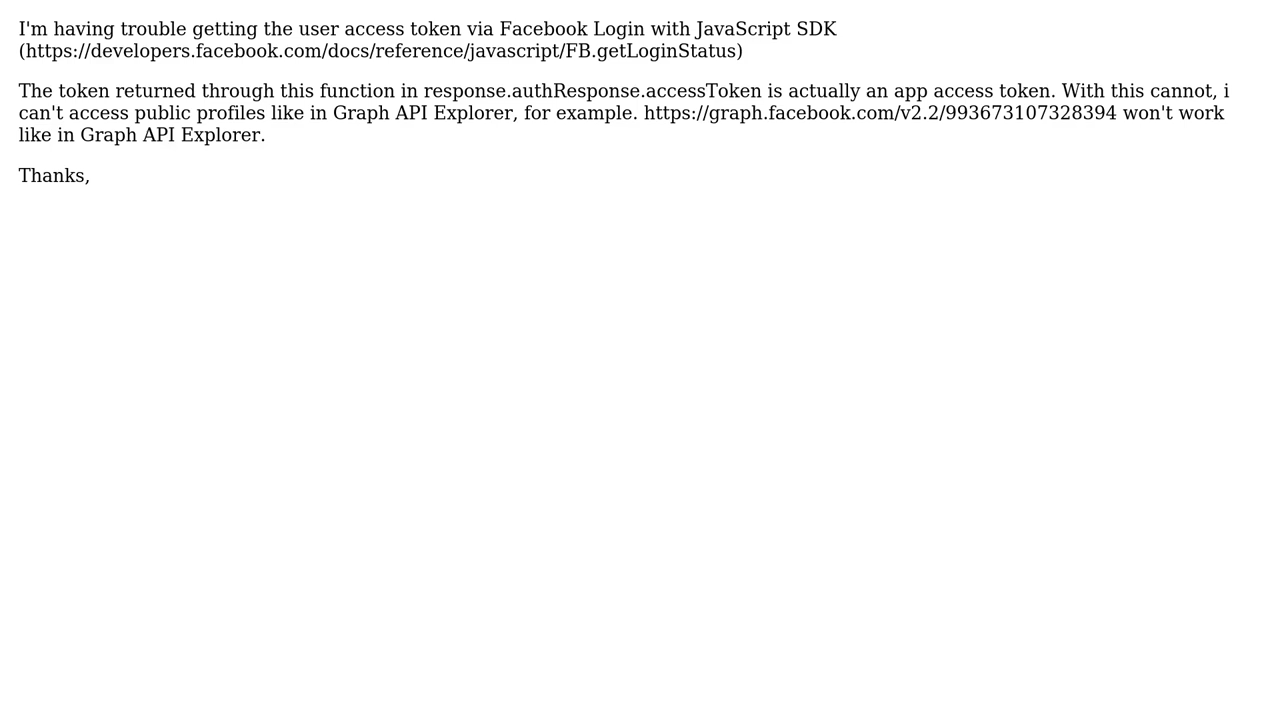 I'm having trouble getting the user access token via Facebook Login with JavaScript SDK
(https://developers.facebook.com/docs/reference/javascript/FB.getLoginStatus)
The token returned through this function in response.authResponse.accessToken is actually an app access token. With this cannot, i
can't access public profiles like in Graph API Explorer, for example. https://graph.facebook.com/v2.2/993673107328394 won't work
like in Graph API Explorer.
Thanks,